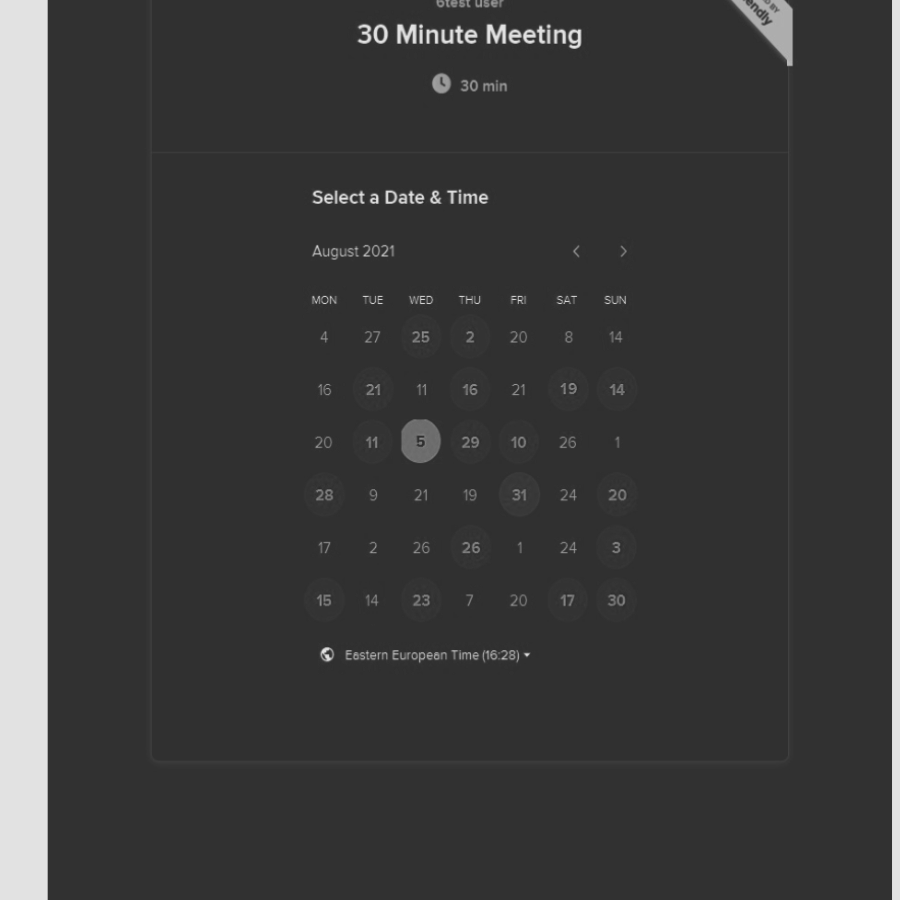 6test user
30 Minute Meeting
30 min
Select a Date & Time
August 2021
MON TUE WED THU FRI SAT SUN
4 27 25 2 20 8 14
16 21 11 16 21 19 14
20 11 5 29 10 26 1
28 9 21 19 31 24 20
17 2 26 26 1 24 3
15 14 23 7 20 17 30
Eastern European Time (16:28)